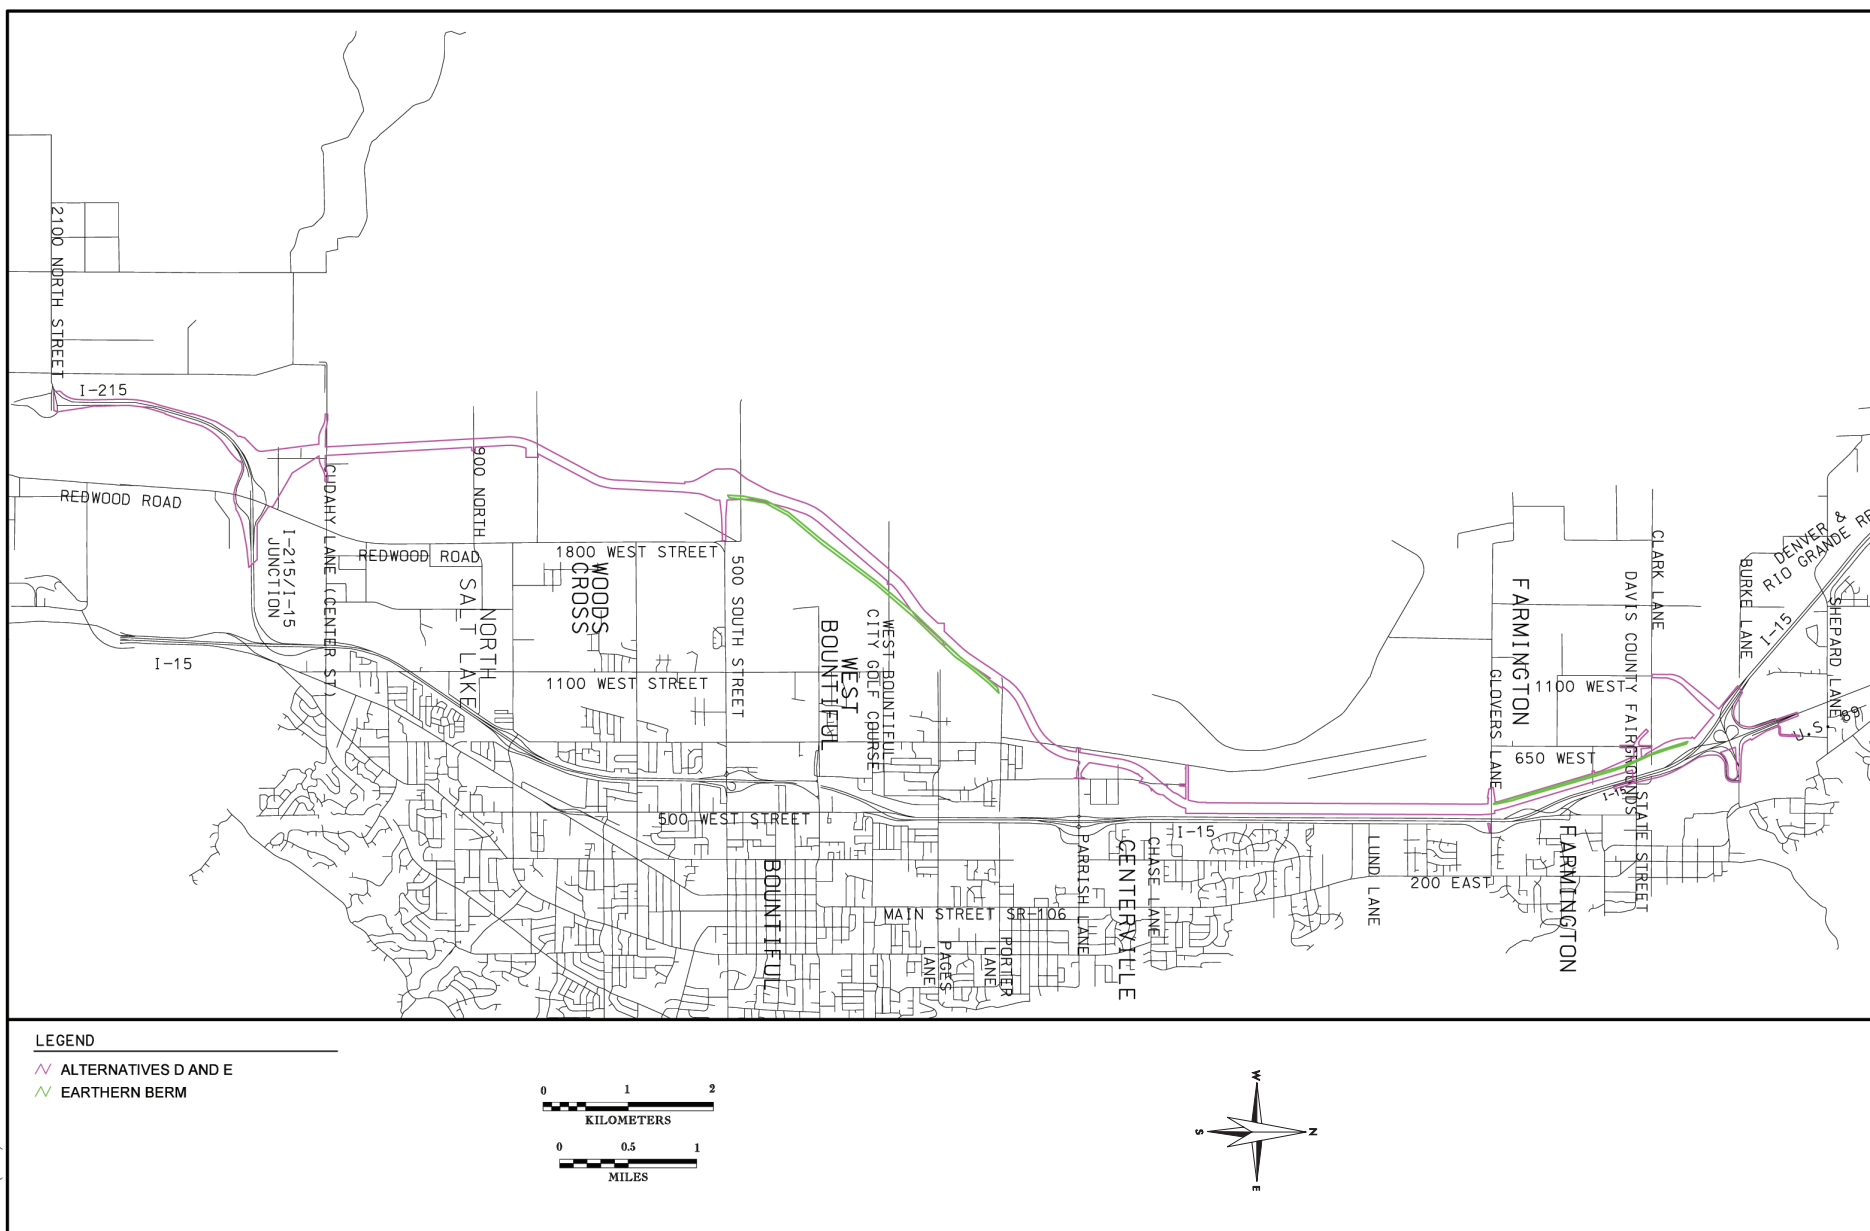 2100 NORTH STREET
I-215
REDWOOD ROAD
I-215/I-15
JUNCTION
I-15
CUDAHY LANE (CENTER ST)
900 NORTH
REDWOOD ROAD
NORTH
SALT LAKE
1800 WEST STREET
WOODS
CROSS
1100 WEST STREET
500 SOUTH STREET
WEST
BOUNTIFUL
WEST BOUNTIFUL
CITY GOLF COURSE
500 WEST STREET
BOUNTIFUL
MAIN STREET SR-106
PAGES
LANE
PORTER
LANE
PARRISH LANE
CENTERVILLE
CHASE LANE
I-15
LUND LANE
200 EAST
GLOVERS LANE
FARMINGTON
1100 WEST
650 WEST
FARMINGTON
DAVIS COUNTY FAIRGROUNDS
CLARK LANE
STATE STREET
I-15
BURKE LANE
I-15
DENVER &
RIO GRANDE RR
SHEPARD LANE
U.S. 89
LEGEND
ALTERNATIVES D AND E
EARTHERN BERM
0 1 2
KILOMETERS
0 0.5 1
MILES
W
S
N
E